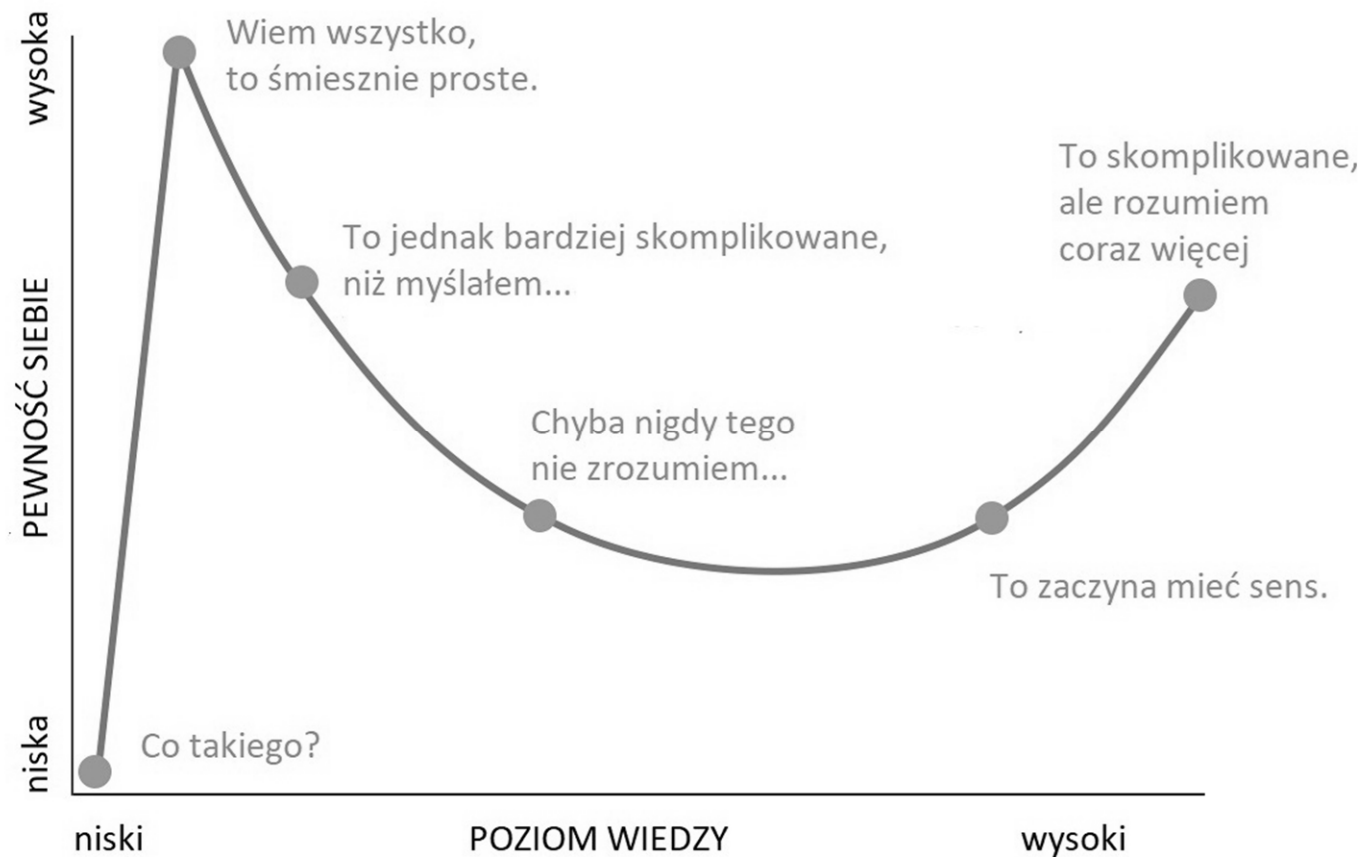 wysoka
Wiem wszystko,
to śmiesznie proste.
To skomplikowane,
ale rozumiem
coraz więcej
To jednak bardziej skomplikowane,
niż myślałem...
PEWNOŚĆ SIEBIE
Chyba nigdy tego
nie zrozumiem...
To zaczyna mieć sens.
niska
Co takiego?
niski
POZIOM WIEDZY
wysoki